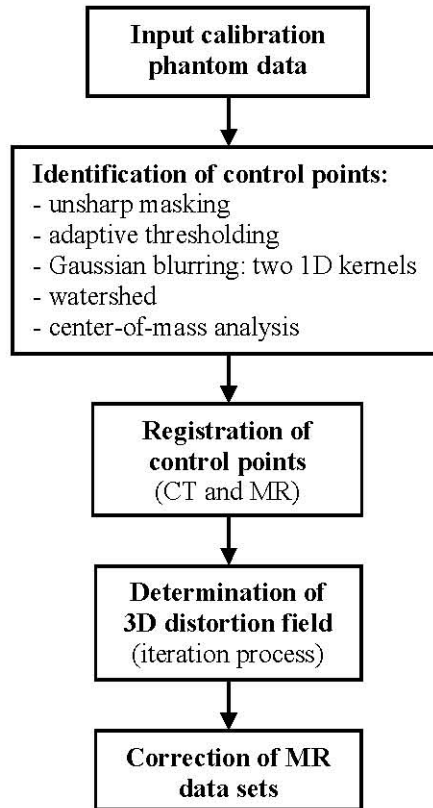 Input calibration
phantom data
Identification of control points:
- unsharp masking
- adaptive thresholding
- Gaussian blurring: two 1D kernels
- watershed
- center-of-mass analysis
Registration of
control points
(CT and MR)
Determination of
3D distortion field
(iteration process)
Correction of MR
data sets